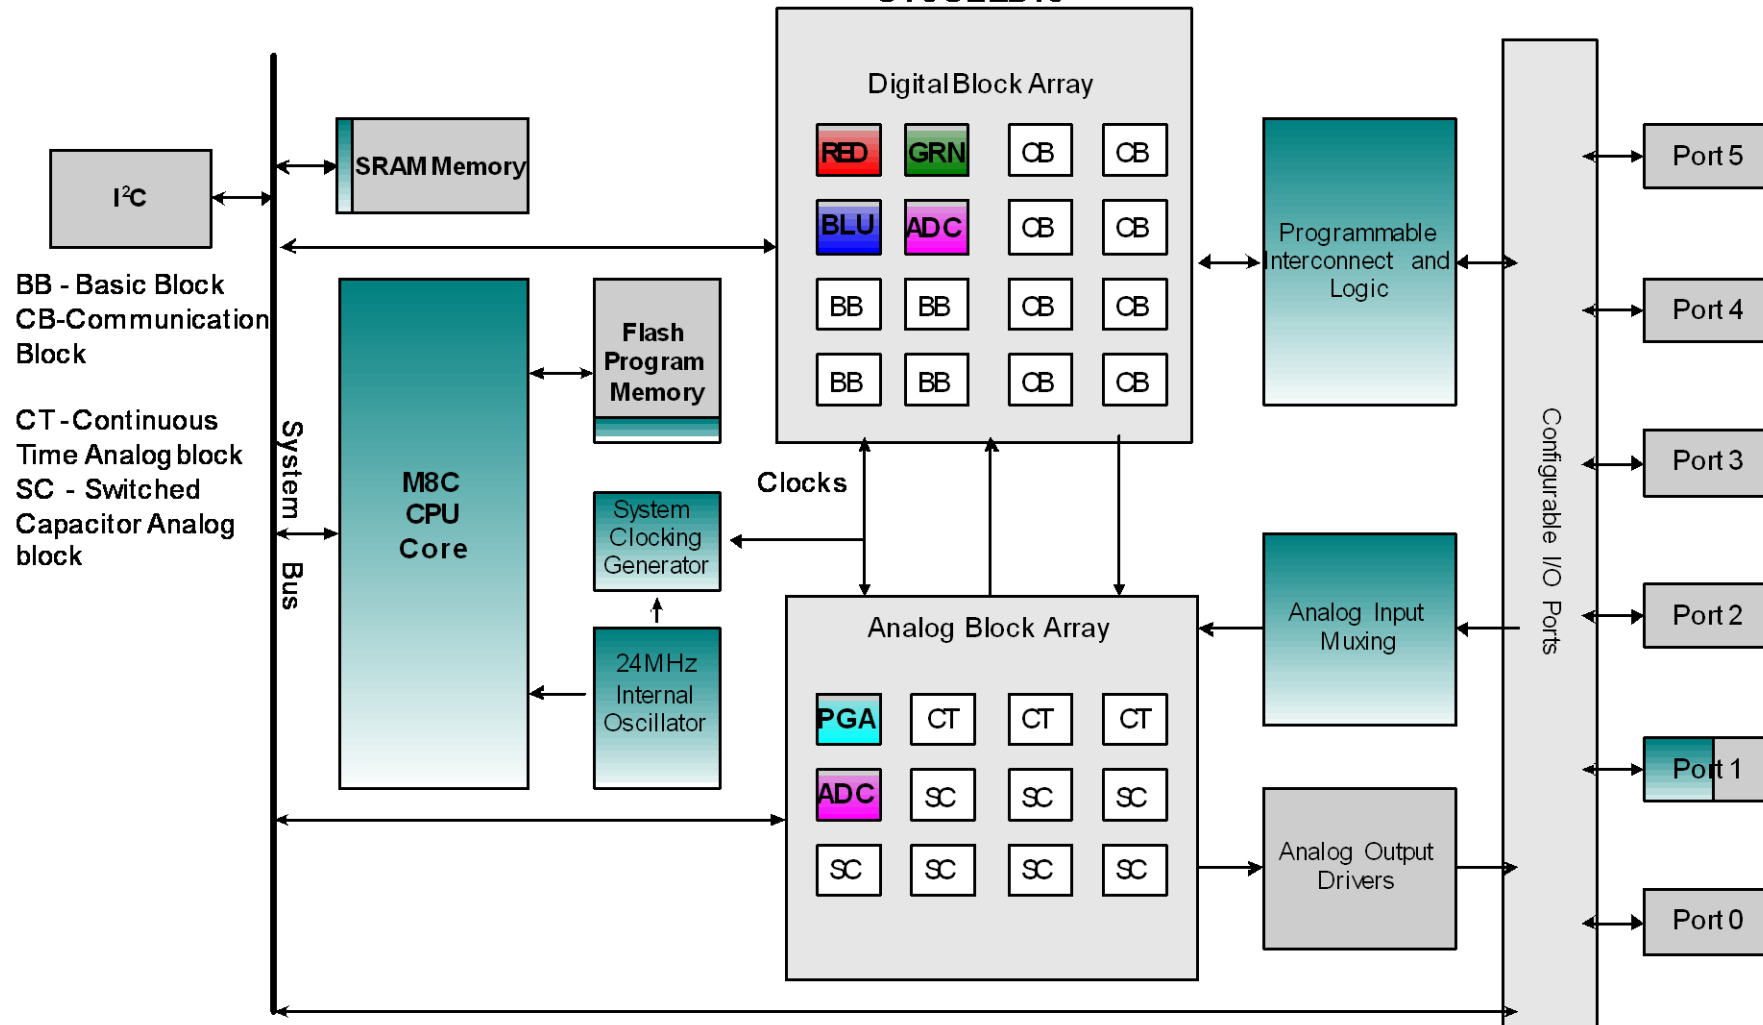 Digital Block Array
RED GRN CB CB
BLU ADC CB CB
BB BB CB CB
BB BB CB CB
I²C
SRAM Memory
BB - Basic Block
CB-Communication
Block
CT - Continuous
Time Analog block
SC - Switched
Capacitor Analog
block
System Bus
M8C
CPU
Core
Flash
Program
Memory
System
Clocking
Generator
24MHz
Internal
Oscillator
Clocks
Analog Block Array
PGA CT CT CT
ADC SC SC SC
SC SC SC SC
Programmable
Interconnect and
Logic
Analog Input
Muxing
Analog Output
Drivers
Configurable I/O Ports
Port 5
Port 4
Port 3
Port 2
Port 1
Port 0